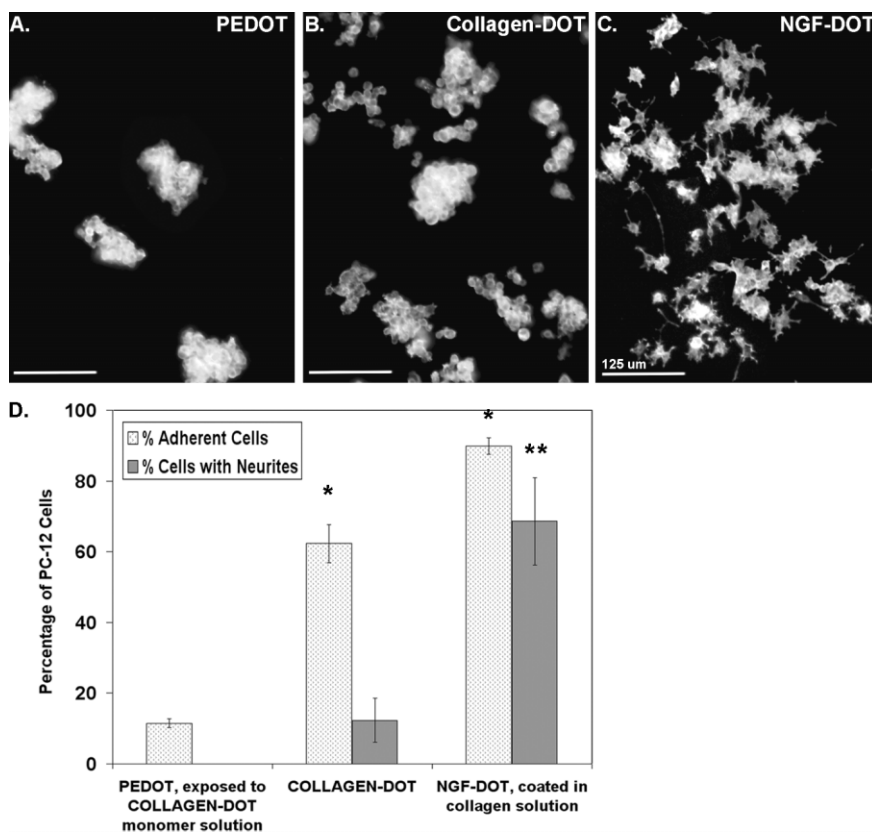 A. PEDOT
B. Collagen-DOT
C. NGF-DOT
125 um
D.
100
80
60
40
20
0
Percentage of PC-12 Cells
% Adherent Cells
% Cells with Neurites
*
*
**
PEDOT, exposed to
COLLAGEN-DOT
monomer solution
COLLAGEN-DOT
NGF-DOT, coated in
collagen solution